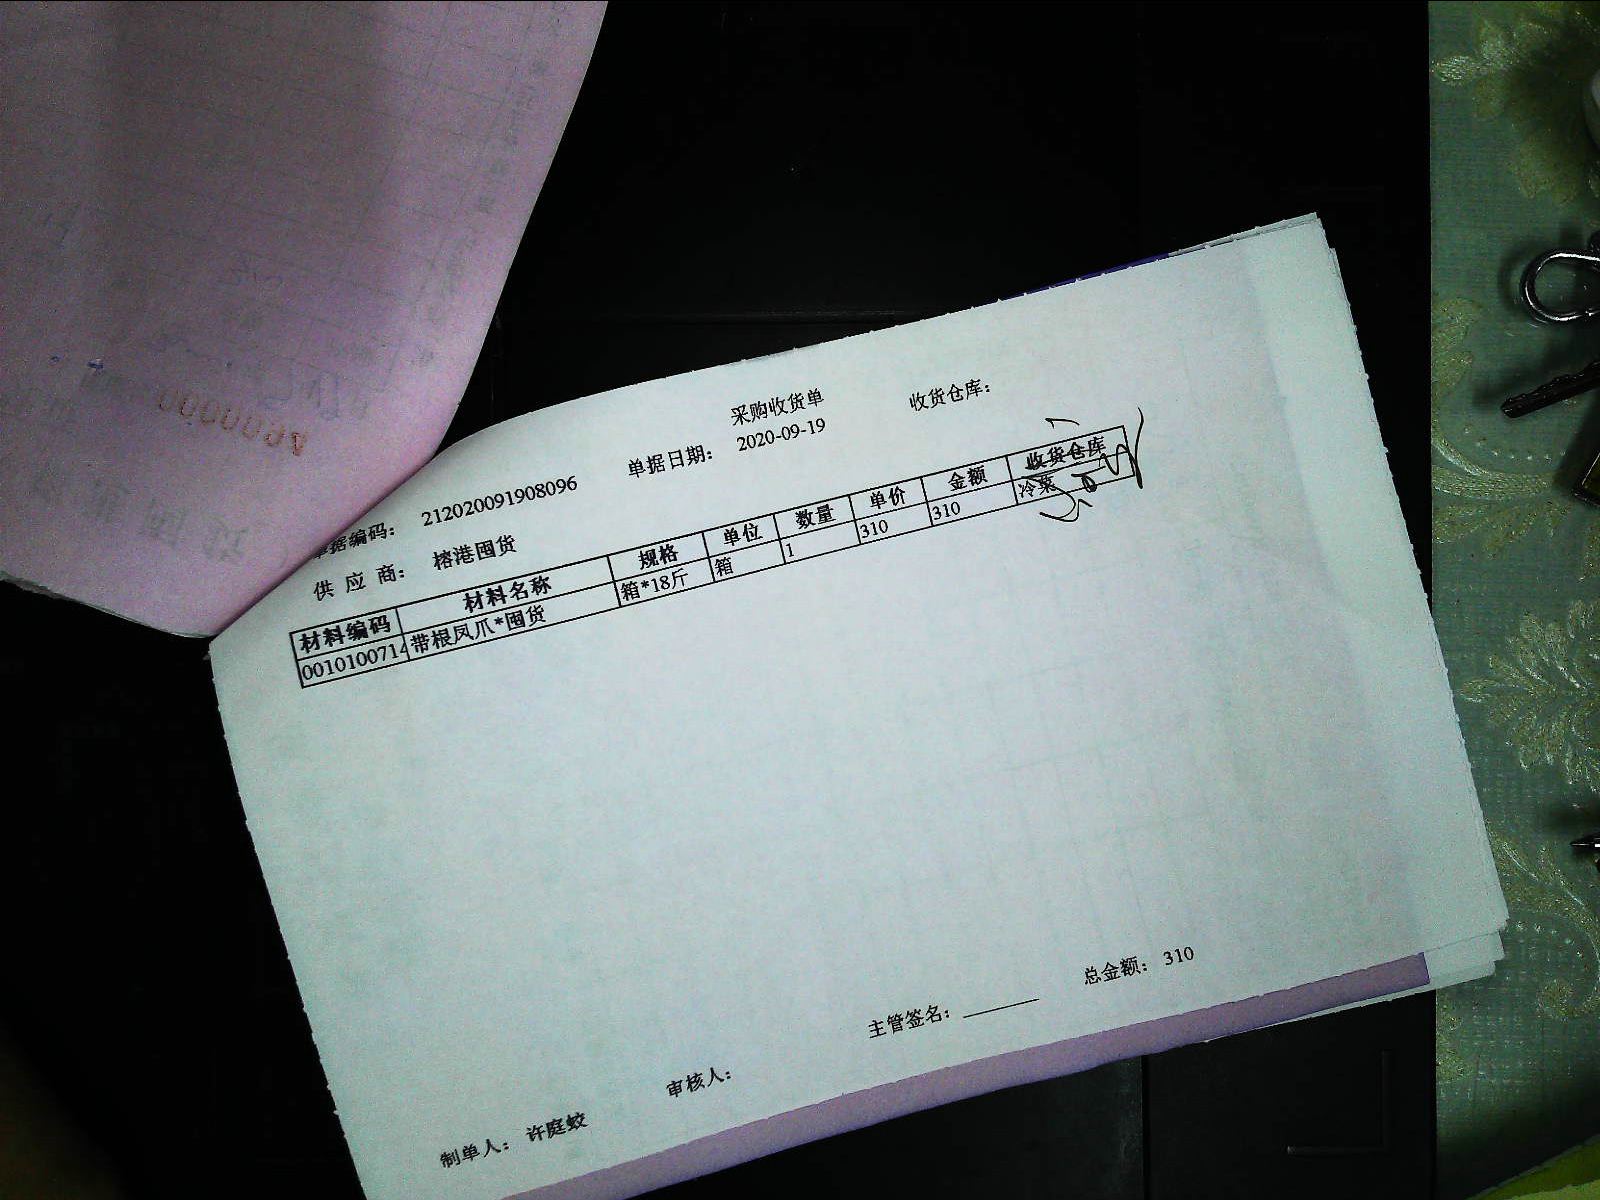 采购收货单
单据编码： 212020091908096 单据日期： 2020-09-19 收货仓库：
供 应 商： 榕港囤货
材料编码 材料名称 规格 单位 数量 单价 金额 收货仓库
0010100714 带根凤爪*囤货 箱*18斤 箱 1 310 310 冷菜
总金额： 310
制单人： 许庭蛟 审核人： 主管签名：